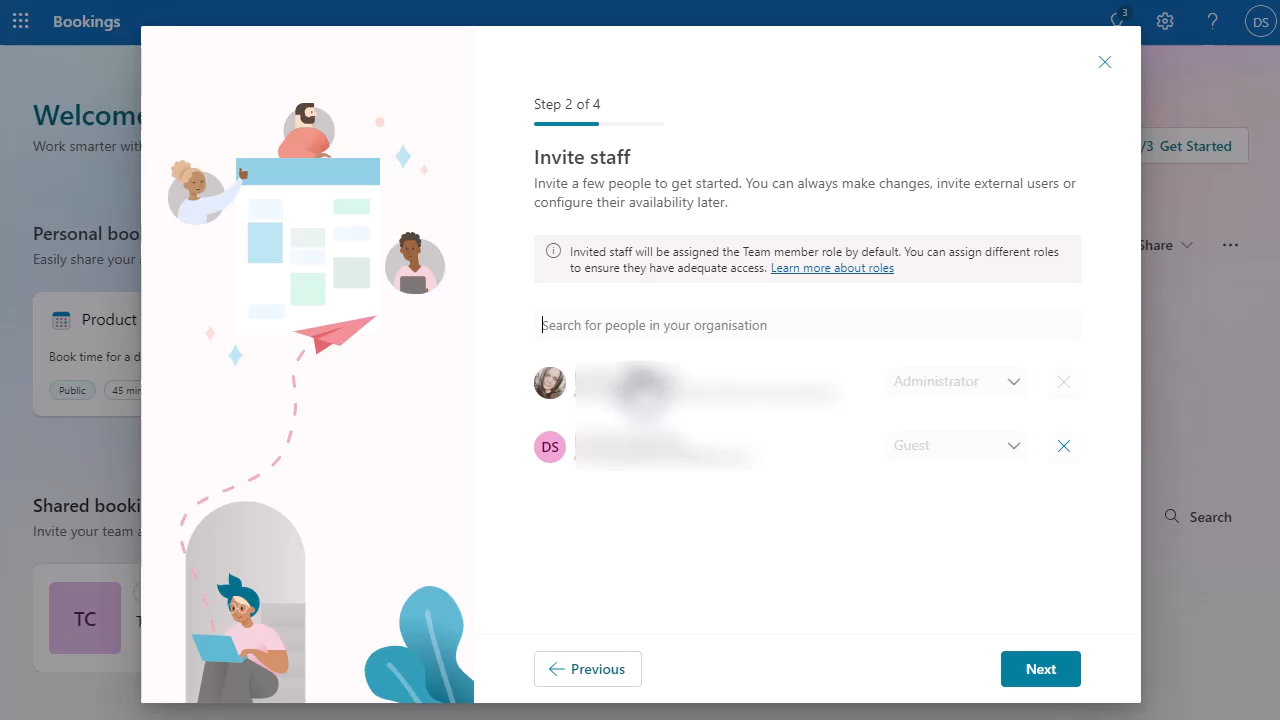 Bookings
3
DS
Welcome
Work smarter with
/3 Get Started
Personal boo
Easily share your
Share
Product
Book time for a d
Public
45 min
Shared booki
Invite your team a
Search
TC
Step 2 of 4
Invite staff
Invite a few people to get started. You can always make changes, invite external users or
configure their availability later.
Invited staff will be assigned the Team member role by default. You can assign different roles
to ensure they have adequate access. Learn more about roles
Search for people in your organisation
Administrator
DS
Guest
Previous
Next